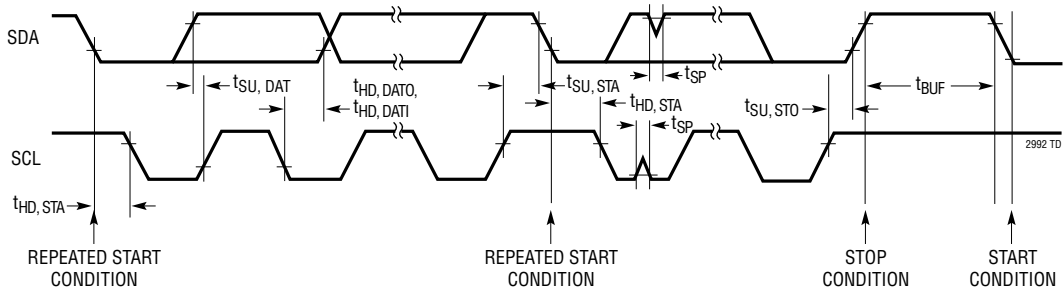 SDA
tSU, DAT
tHD, DATO,
tHD, DATI
tSU, STA
tHD, STA
tSP
tSP
tSU, STO
tBUF
SCL
2992 TD
tHD, STA
REPEATED START
CONDITION
REPEATED START
CONDITION
STOP
CONDITION
START
CONDITION